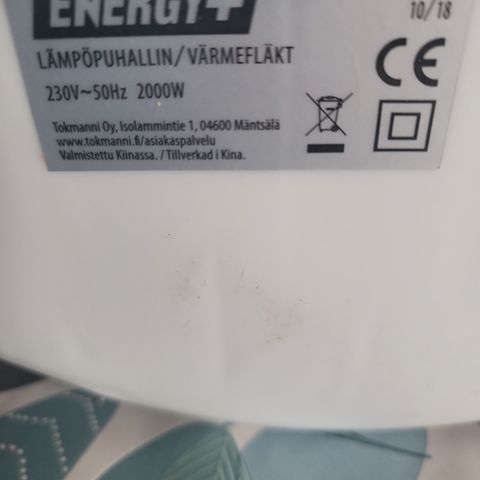 ENERGY+
10/18
LÄMPÖPUHALLIN/VÄRMEFLÄKT
230V~50Hz 2000W
CE
Tokmanni Oy, Isolammintie 1, 04600 Mäntsälä
www.tokmanni.fi/asiakaspalvelu
Valmistettu Kiinassa. /Tillverkad i Kina.